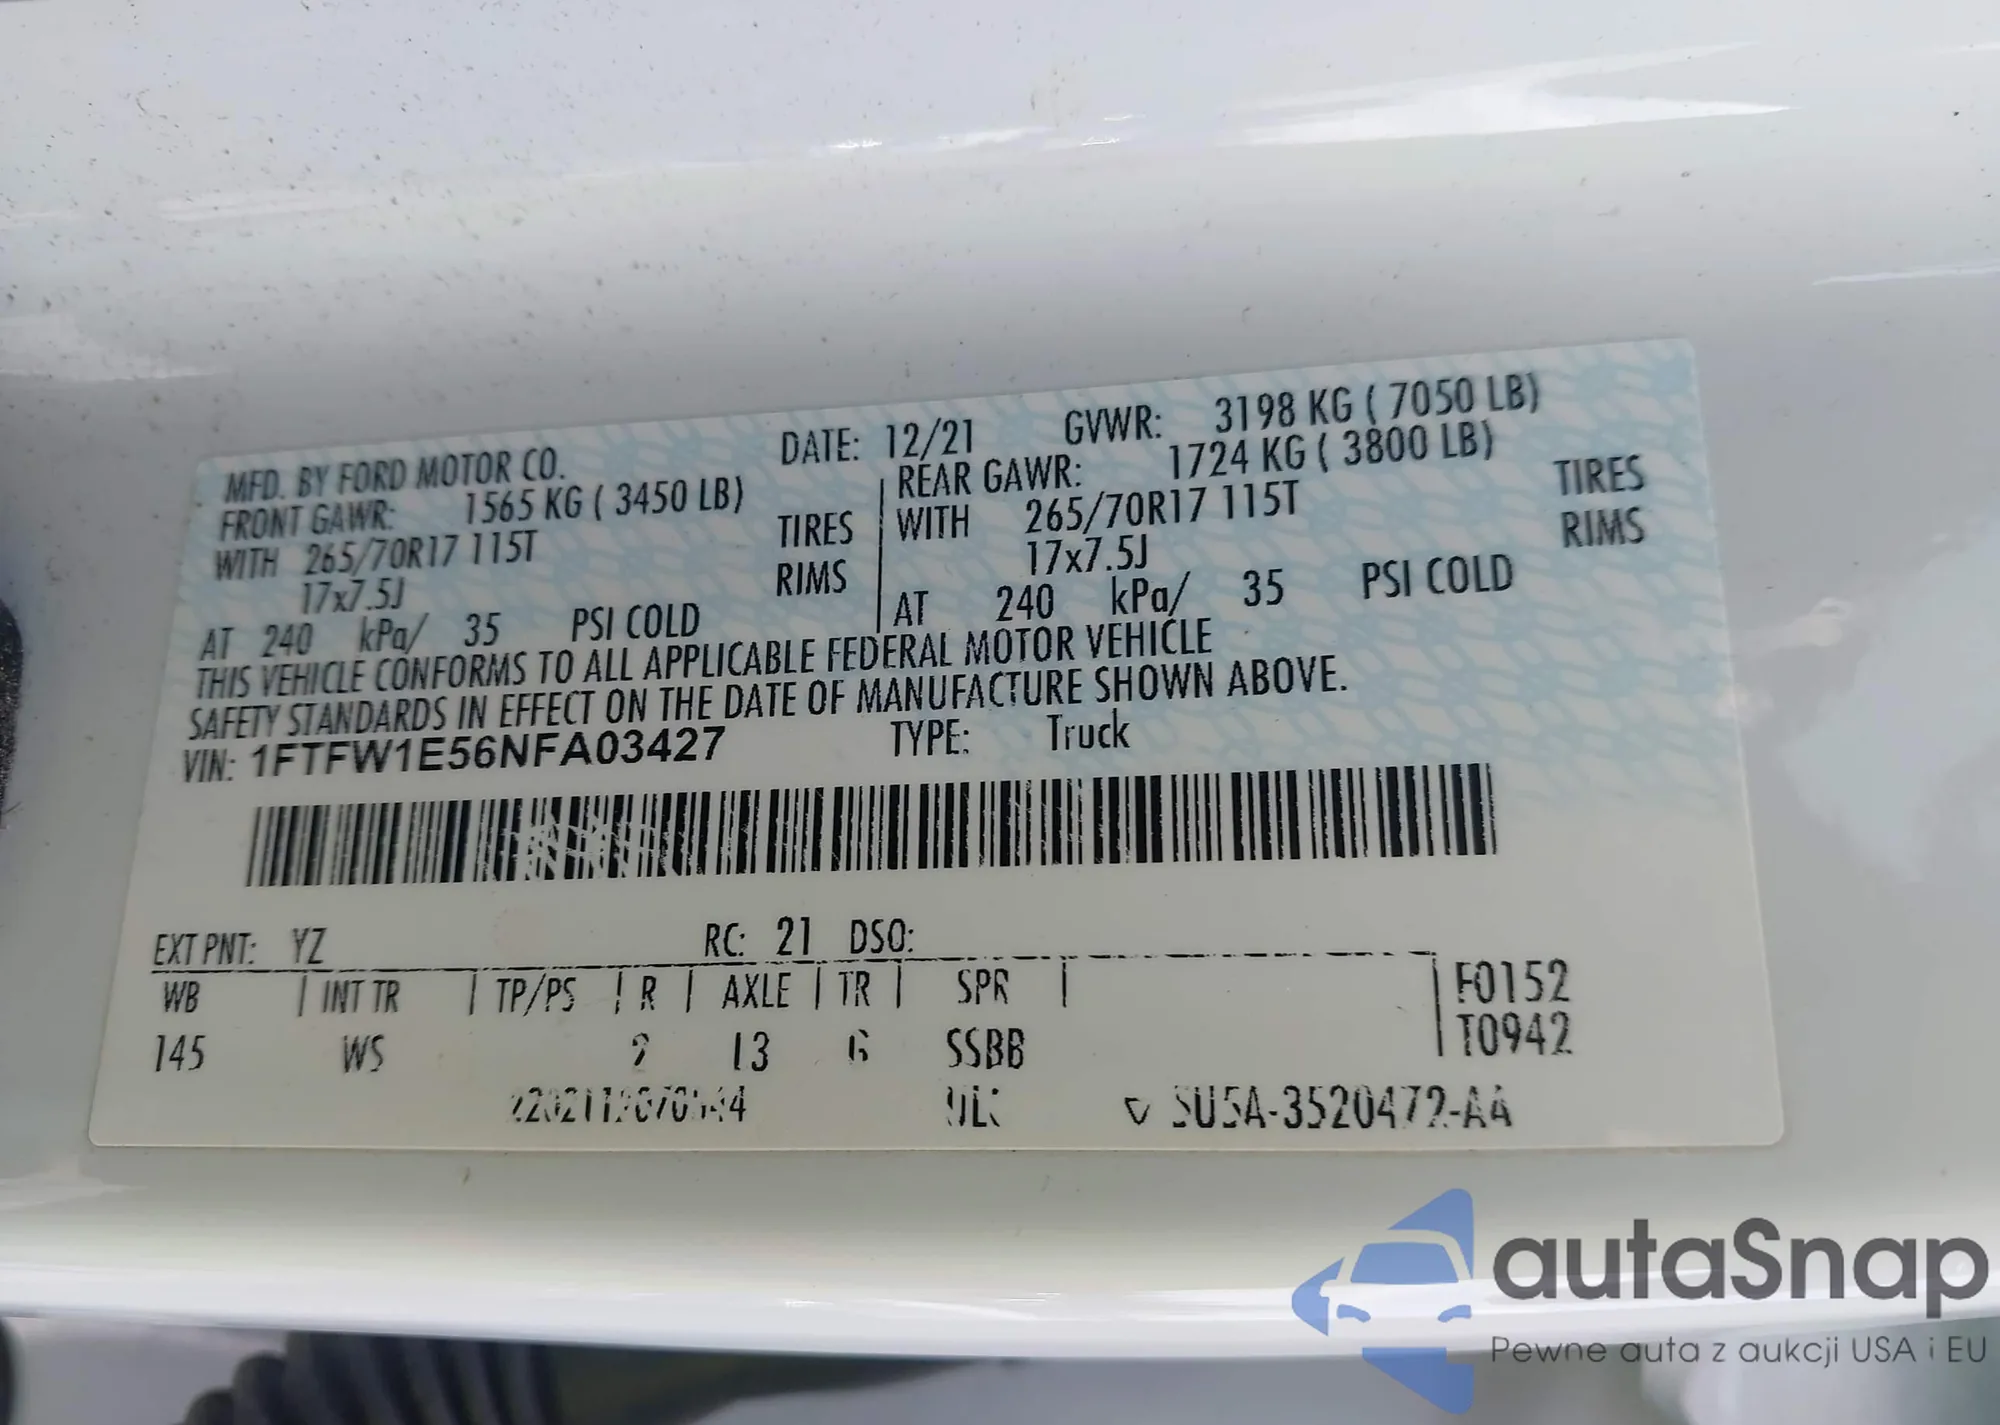 MFD. BY FORD MOTOR CO. DATE: 12/21 GVWR: 3198 KG ( 7050 LB)
FRONT GAWR: 1565 KG ( 3450 LB) REAR GAWR: 1724 KG ( 3800 LB)
WITH 265/70R17 115T TIRES WITH 265/70R17 115T TIRES
17x7.5J RIMS 17x7.5J RIMS
AT 240 kPa/ 35 PSI COLD AT 240 kPa/ 35 PSI COLD
THIS VEHICLE CONFORMS TO ALL APPLICABLE FEDERAL MOTOR VEHICLE
SAFETY STANDARDS IN EFFECT ON THE DATE OF MANUFACTURE SHOWN ABOVE.
VIN: 1FTFW1E56NFA03427 TYPE: Truck
EXT PNT: YZ RC: 21 DSO:
WB INT TR TP/PS R AXLE TR SPR F0152
T0942
145 WS 13 6 SSBB
5U5A-3520472-AA
autaSnap
Pewne auta z aukcji USA i EU